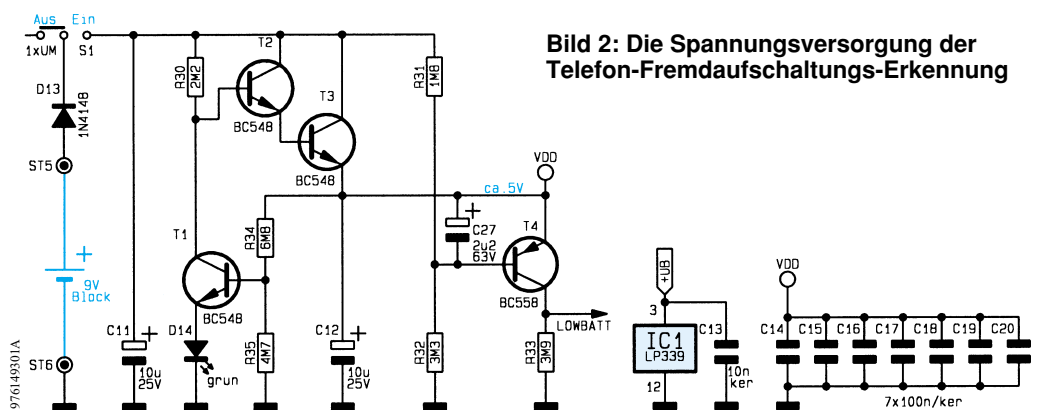 Aus Ein
1xUM S1
D13
1N4148
ST5
+
9V
Block
ST6
976149301A
C11
+
10u
25V
R30
2M2
T1
BC548
D14
grun
T2
BC548
T3
BC548
R34
6M8
R35
4M7
C12
+
10u
25V
R31
1M8
R32
3M3
ca.5V
+
C27
2u2
63V
T4
BC558
VDD
LOWBATT
R33
3M9
Bild 2: Die Spannungsversorgung der
Telefon-Fremdaufschaltungs-Erkennung
+UB
3
IC1
LP339
12
C13
10n
ker
VDD
C14 C15 C16 C17 C18 C19 C20
7x100n/ker